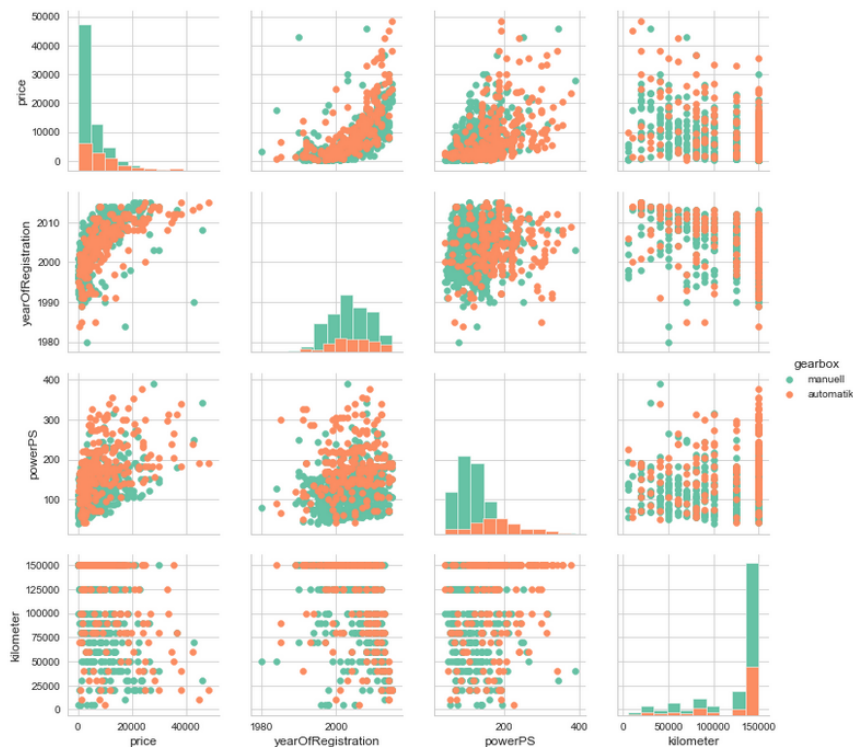 50000
40000
30000
20000
10000
0
price
2010
2000
1990
1980
yearOfRegistration
gearbox
manuell
automatik
400
300
200
100
powerPS
150000
125000
100000
75000
50000
25000
0
kilometer
0 20000 40000
price
1980 2000
yearOfRegistration
200 400
powerPS
0 50000 100000 150000
kilometer